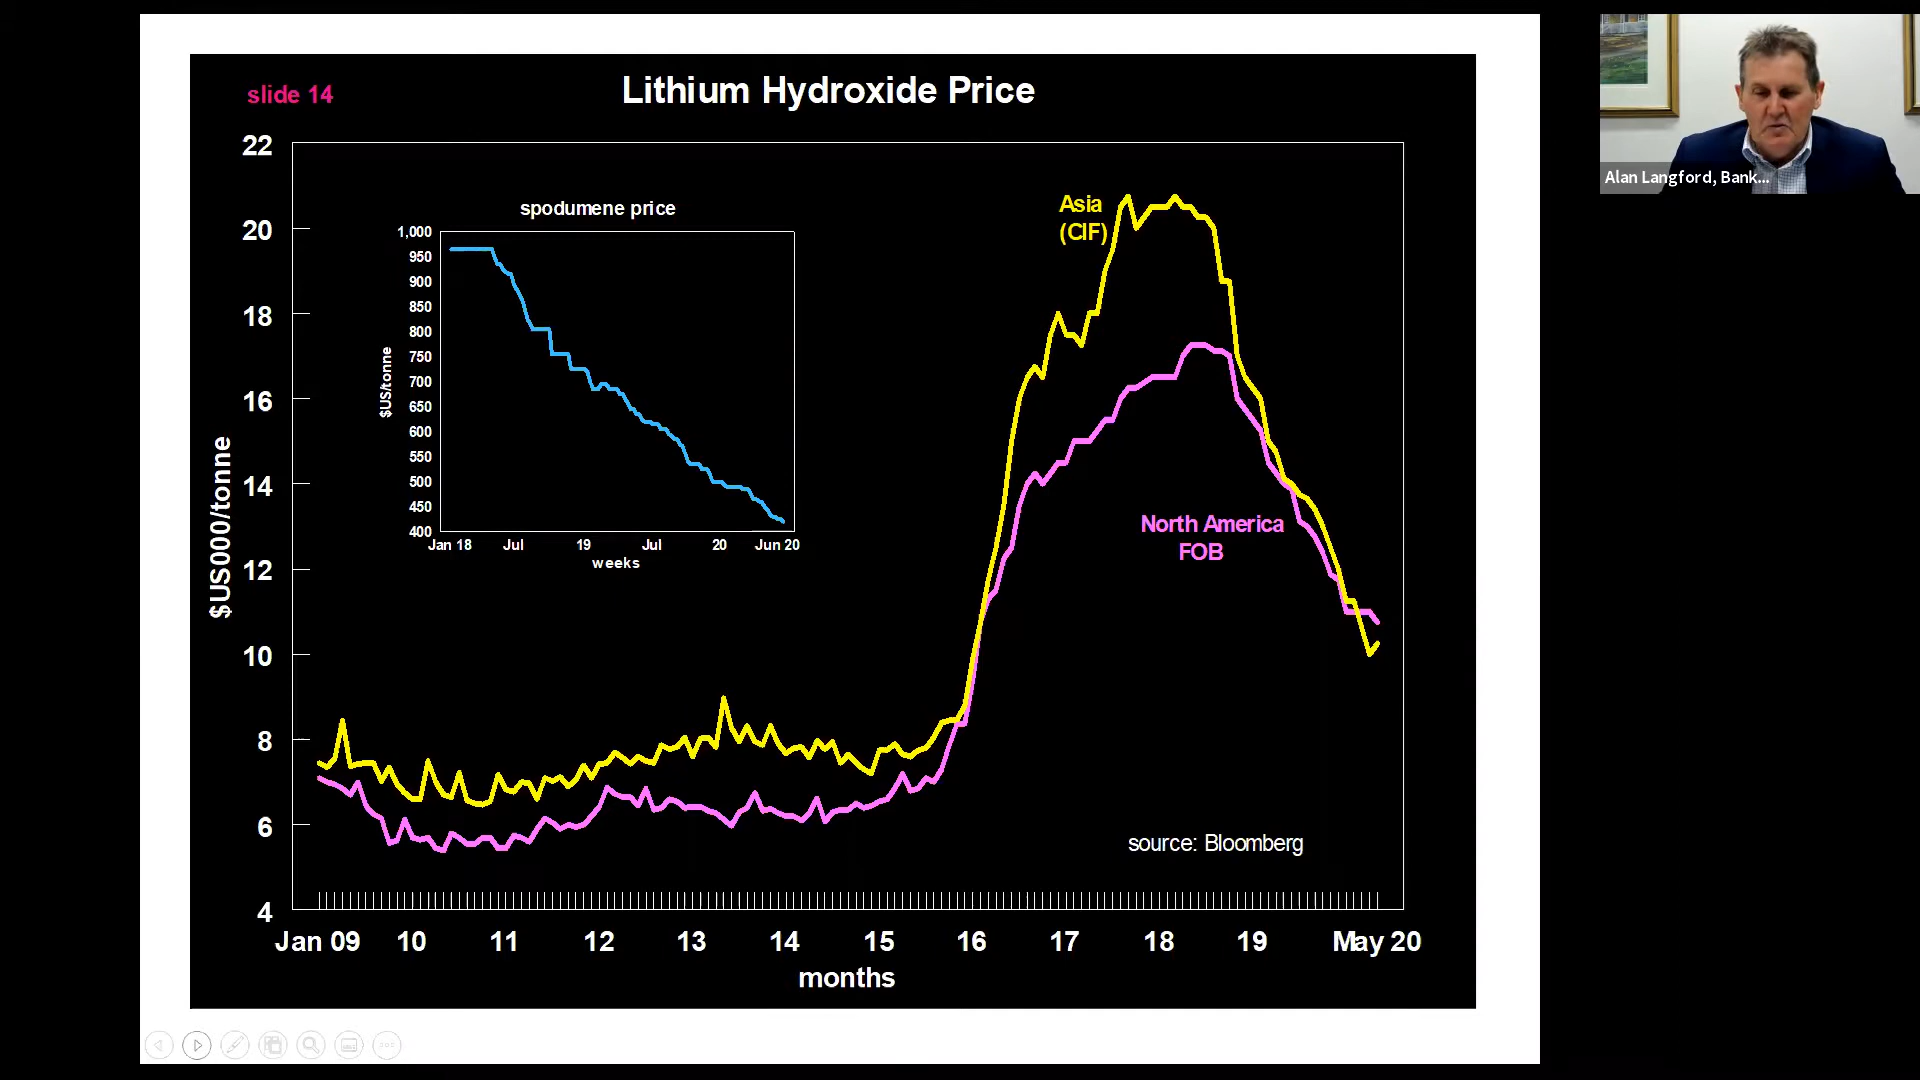 slide 14
Lithium Hydroxide Price
22
20
18
16
14
12
10
8
6
4
$US000/tonne
spodumene price
1,000
950
900
850
800
750
700
650
600
550
500
450
400
$US/tonne
Jan 18 Jul 19 Jul 20 Jun 20
weeks
Asia
(CIF)
North America
FOB
source: Bloomberg
Jan 09 10 11 12 13 14 15 16 17 18 19 May 20
months
Alan Langford, Bank...